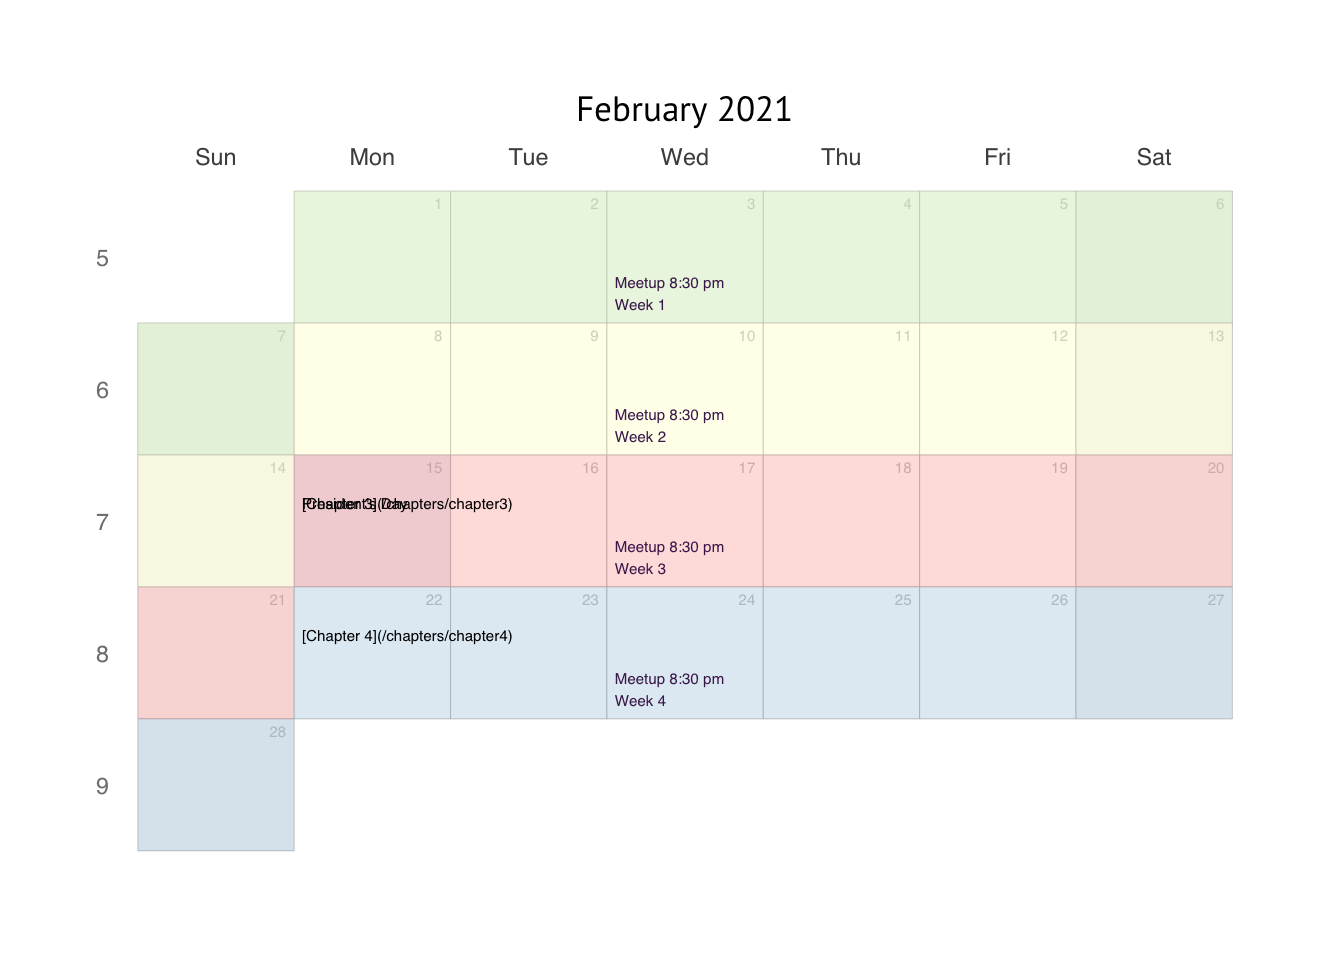 February 2021
Sun Mon Tue Wed Thu Fri Sat
5
1 2 3 4 5 6
Meetup 8:30 pm
Week 1
6
7 8 9 10 11 12 13
Meetup 8:30 pm
Week 2
7
14 15 16 17 18 19 20
[Chapter 3](/chapters/chapter3)
President's Day
Meetup 8:30 pm
Week 3
8
21 22 23 24 25 26 27
[Chapter 4](/chapters/chapter4)
Meetup 8:30 pm
Week 4
9
28